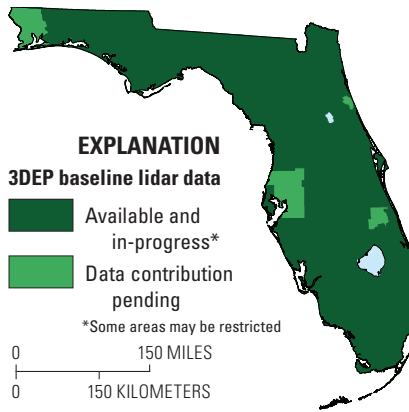 EXPLANATION
3DEP baseline lidar data
Available and
in-progress*
Data contribution
pending
*Some areas may be restricted
0 150 MILES
0 150 KILOMETERS